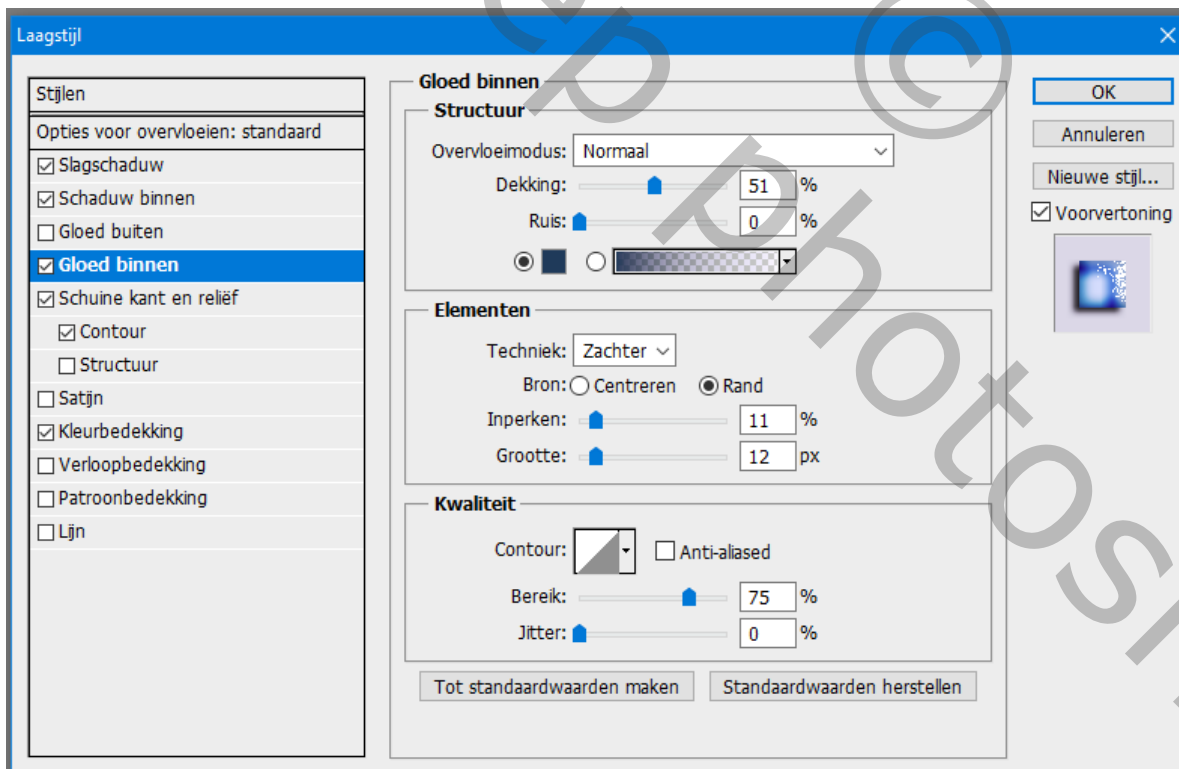 Laagstijl
Stijlen
Opties voor overvloeien: standaard
Slagschaduw
Schaduw binnen
Gloed buiten
Gloed binnen
Schuine kant en reliëf
Contour
Structuur
Satijn
Kleurbedekking
Verloopbedekking
Patroonbedekking
Lijn
Gloed binnen
Structuur
Overvloeimodus: Normaal
Dekking: 51 %
Ruis: 0 %
Elementen
Techniek: Zachter
Bron: Centreren Rand
Inperken: 11 %
Grootte: 12 px
Kwaliteit
Contour: Anti-aliased
Bereik: 75 %
Jitter: 0 %
Tot standaardwaarden maken Standaardwaarden herstellen
OK
Annuleren
Nieuwe stijl...
Voorvertoning